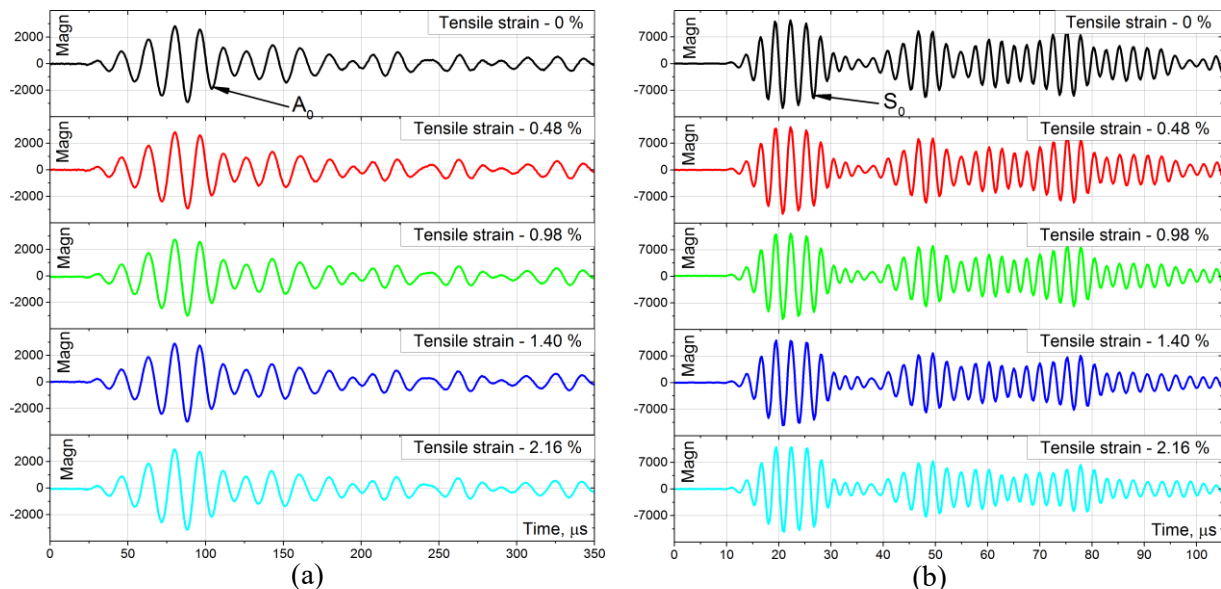 Magn
2000
0
-2000
Tensile strain - 0 %
A0
Magn
2000
0
-2000
Tensile strain - 0.48 %
Magn
2000
0
-2000
Tensile strain - 0.98 %
Magn
2000
0
-2000
Tensile strain - 1.40 %
Magn
2000
0
-2000
Tensile strain - 2.16 %
Time, μs
0 50 100 150 200 250 300 350
(a)
Magn
7000
0
-7000
Tensile strain - 0 %
S0
Magn
7000
0
-7000
Tensile strain - 0.48 %
Magn
7000
0
-7000
Tensile strain - 0.98 %
Magn
7000
0
-7000
Tensile strain - 1.40 %
Magn
7000
0
-7000
Tensile strain - 2.16 %
Time, μs
0 10 20 30 40 50 60 70 80 90 100
(b)